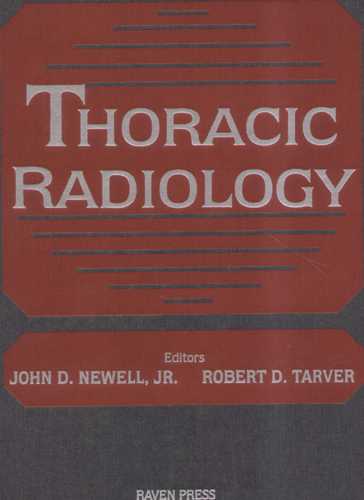 THORACIC
RADIOLOGY
Editors
JOHN D. NEWELL, JR. ROBERT D. TARVER
RAVEN PRESS